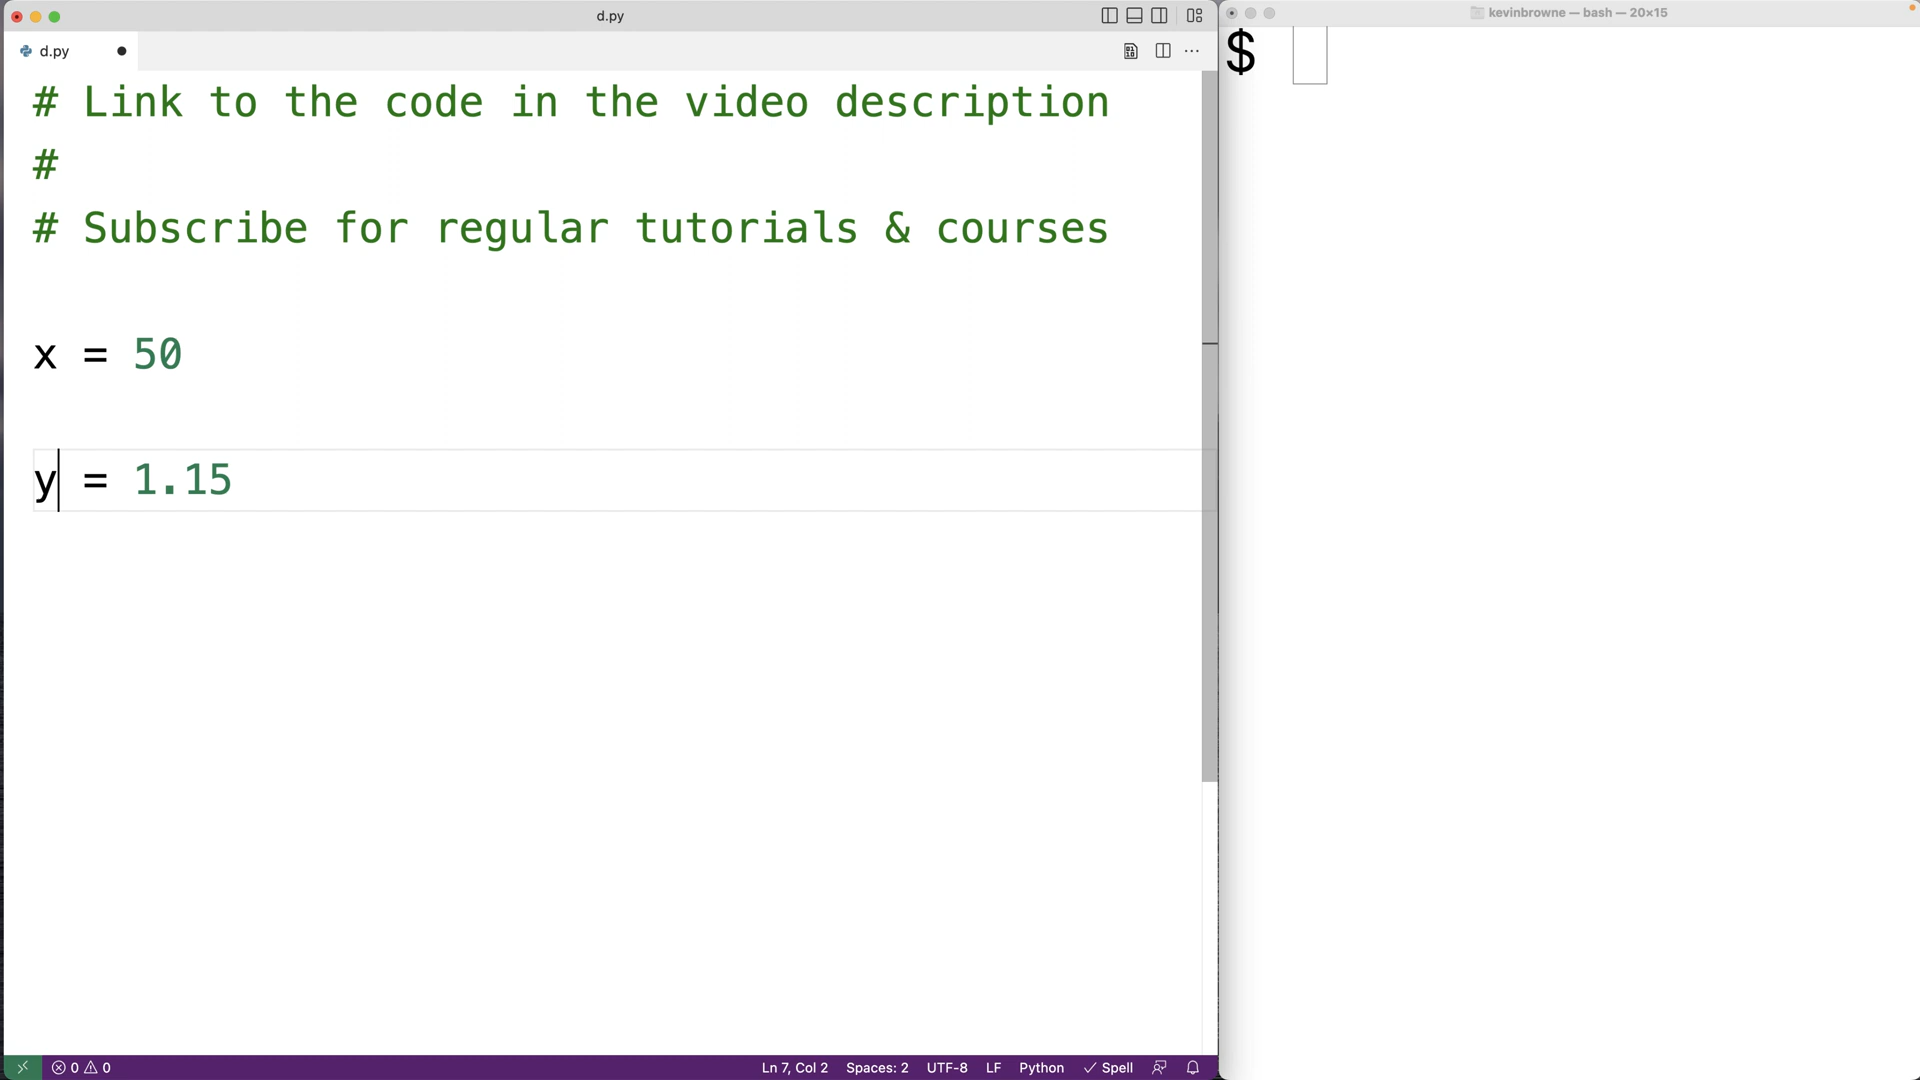 d.py
kevinbrowne — bash — 20×15
d.py
$
# Link to the code in the video description
#
# Subscribe for regular tutorials & courses
x = 50
y = 1.15
0 0
Ln 7, Col 2 Spaces: 2 UTF-8 LF Python Spell